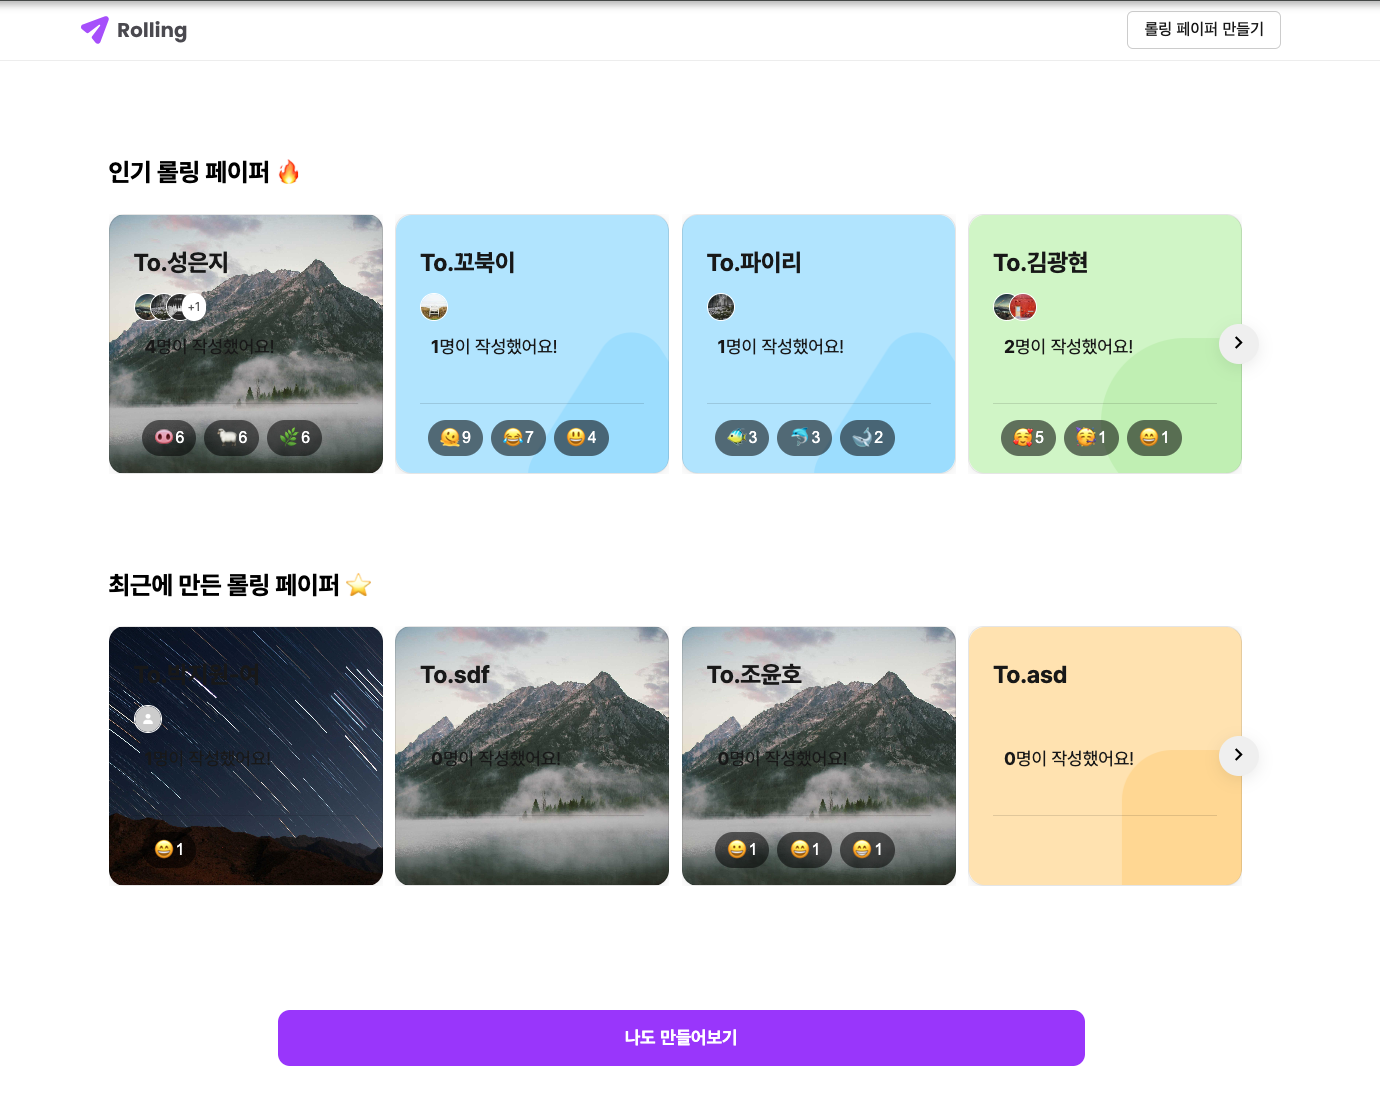 Rolling
롤링 페이퍼 만들기
인기 롤링 페이퍼 🔥
To.성은지
+1
4명이 작성했어요!
🐽6 🐑6 🌿6
To.꼬북이
1명이 작성했어요!
🫠9 😂7 😃4
To.파이리
1명이 작성했어요!
🐠3 🐬3 🐳2
To.김광현
2명이 작성했어요!
🥰5 🥳1 😄1
최근에 만든 롤링 페이퍼 ⭐
1명이 작성했어요!
😁1
To.sdf
0명이 작성했어요!
To.조윤호
0명이 작성했어요!
😀1 😁1 😁1
To.asd
0명이 작성했어요!
나도 만들어보기